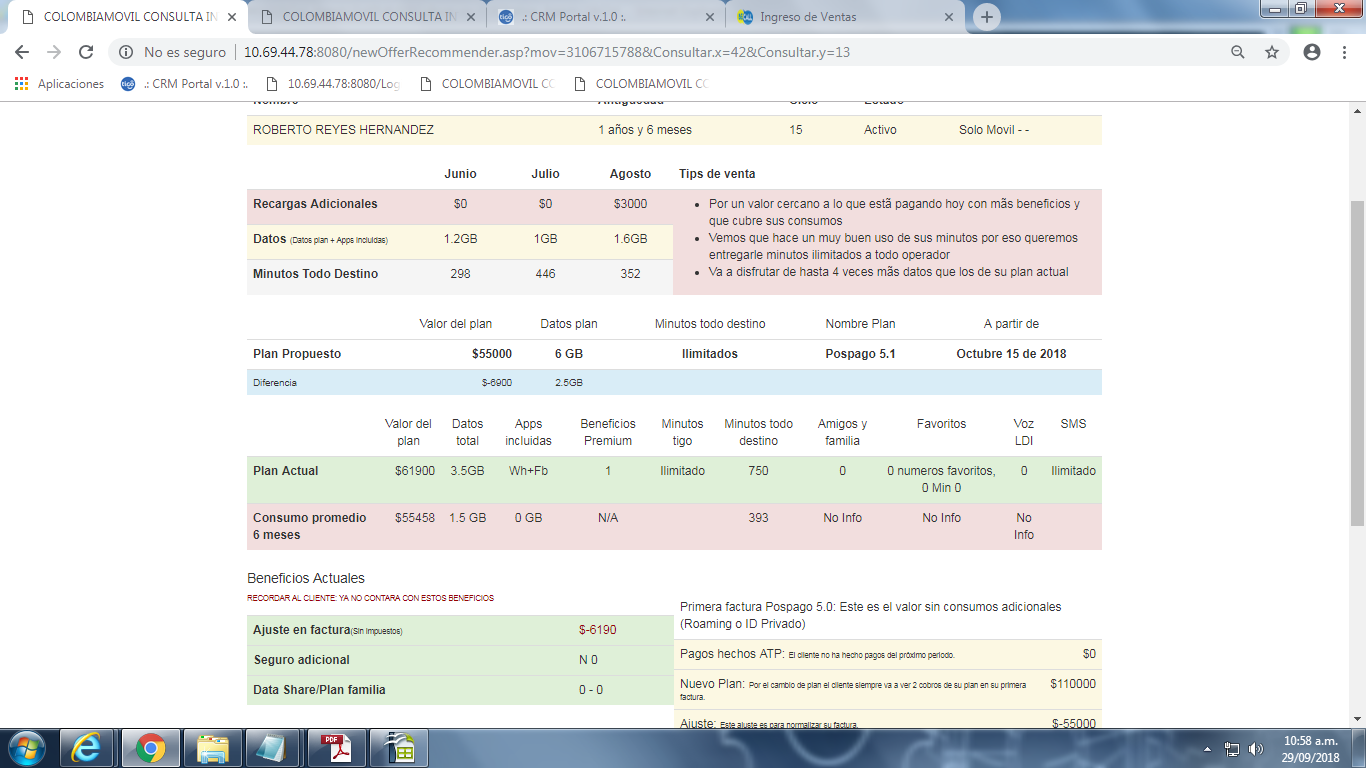 COLOMBIAMOVIL CONSULTA IN
COLOMBIAMOVIL CONSULTA IN
.: CRM Portal v.1.0 :.
Ingreso de Ventas
No es seguro
10.69.44.78:8080/newOfferRecommender.asp?mov=3106715788&Consultar.x=42&Consultar.y=13
Aplicaciones
.: CRM Portal v.1.0 :.
10.69.44.78:8080/Log
COLOMBIAMOVIL CO
COLOMBIAMOVIL CO
Nombre Antiguedad Ciclo Estado
ROBERTO REYES HERNANDEZ 1 años y 6 meses 15 Activo Solo Movil - -
Junio Julio Agosto Tips de venta
Recargas Adicionales $0 $0 $3000
Datos (Datos plan + Apps incluidas) 1.2GB 1GB 1.6GB
Minutos Todo Destino 298 446 352
Por un valor cercano a lo que estã pagando hoy con mãs beneficios y
que cubre sus consumos
Vemos que hace un muy buen uso de sus minutos por eso queremos
entregarle minutos ilimitados a todo operador
Va a disfrutar de hasta 4 veces mãs datos que los de su plan actual
Valor del plan Datos plan Minutos todo destino Nombre Plan A partir de
Plan Propuesto $55000 6 GB Ilimitados Pospago 5.1 Octubre 15 de 2018
Diferencia $-6900 2.5GB
Valor del Datos Apps Beneficios Minutos Minutos todo Amigos y Favoritos Voz SMS
plan total incluidas Premium tigo destino familia LDI
Plan Actual $61900 3.5GB Wh+Fb 1 Ilimitado 750 0 0 numeros favoritos, 0 Ilimitado
0 Min 0
Consumo promedio $55458 1.5 GB 0 GB N/A 393 No Info No Info No
6 meses Info
Beneficios Actuales
RECORDAR AL CLIENTE: YA NO CONTARA CON ESTOS BENEFICIOS
Ajuste en factura(Sin impuestos) $-6190
Seguro adicional N 0
Data Share/Plan familia 0 - 0
Primera factura Pospago 5.0: Este es el valor sin consumos adicionales
(Roaming o ID Privado)
Pagos hechos ATP: El cliente no ha hecho pagos del próximo periodo. $0
Nuevo Plan: Por el cambio de plan el cliente siempre va a ver 2 cobros de su plan en su primera $110000
factura.
Ajuste: Este ajuste es para normalizar su factura. $-55000
10:58 a.m.
29/09/2018